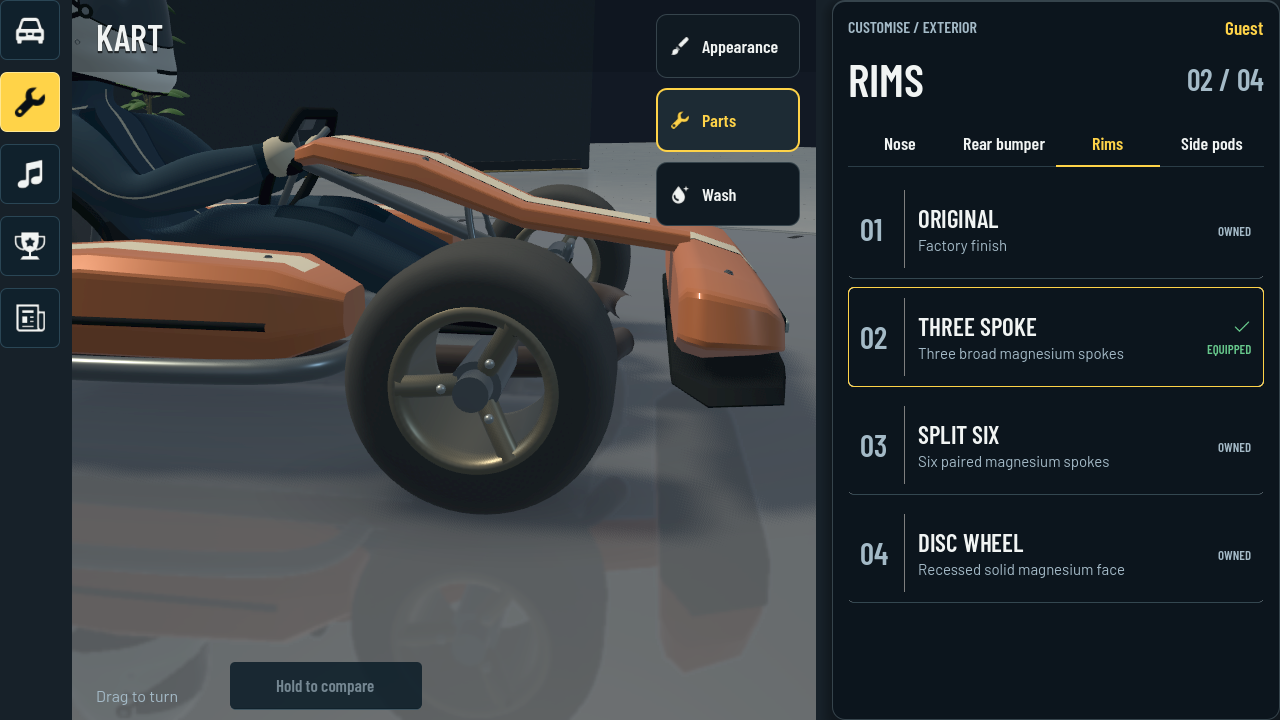 KART
Appearance
Parts
Wash
Drag to turn
Hold to compare
CUSTOMISE / EXTERIOR
Guest
RIMS
02 / 04
Nose
Rear bumper
Rims
Side pods
01
ORIGINAL
Factory finish
OWNED
02
THREE SPOKE
Three broad magnesium spokes
EQUIPPED
03
SPLIT SIX
Six paired magnesium spokes
OWNED
04
DISC WHEEL
Recessed solid magnesium face
OWNED